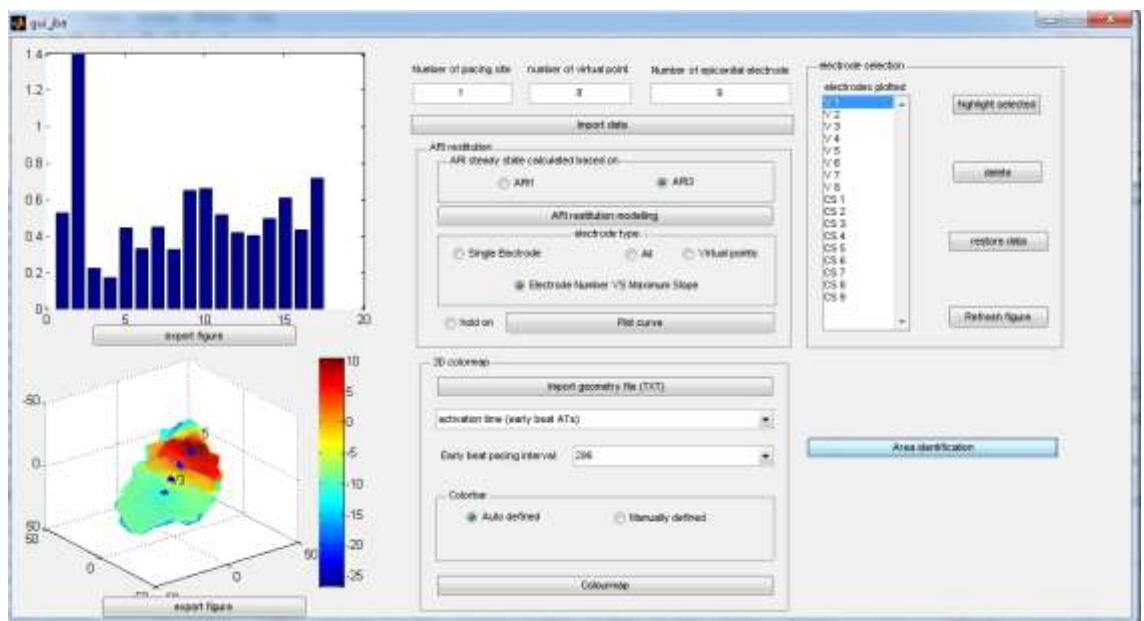 gui_jba
1.4
1.2
1
0.8
0.6
0.4
0.2
0
0
5
10
15
20
export figure
10
5
0
-5
-10
-15
-20
-25
-50
0
50
50
0
0
50
V3
export figure
Number of pacing site
number of virtual point
Number of epicardial electrode
1
8
9
Import data
ARI restitution
ARI steady state calculated based on
ARI1
ARI3
ARI restitution modelling
electrode type
Single Electrode
All
Virtual points
Electrode Number VS Maximum Slope
hold on
Plot curve
3D colormap
Import geometry file (TXT)
activation time (early beat ATs)
Early beat pacing interval
296
Colorbar
Auto defined
Manually defined
Colourmap
electrode selection
electrodes plotted
V 1
V 2
V 3
V 4
V 5
V 6
V 7
V 8
CS 1
CS 2
CS 3
CS 4
CS 5
CS 6
CS 7
CS 8
CS 9
highlight selected
delete
restore data
Refresh figure
Area identification